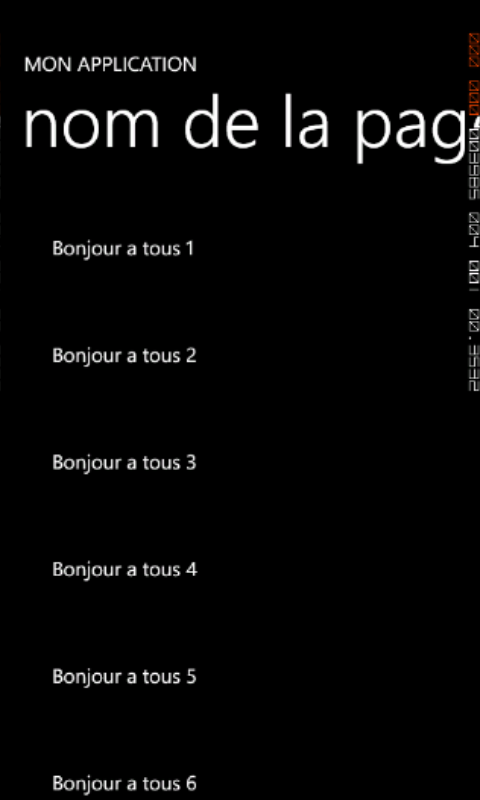 MON APPLICATION
nom de la pag
Bonjour a tous 1
Bonjour a tous 2
Bonjour a tous 3
Bonjour a tous 4
Bonjour a tous 5
Bonjour a tous 6